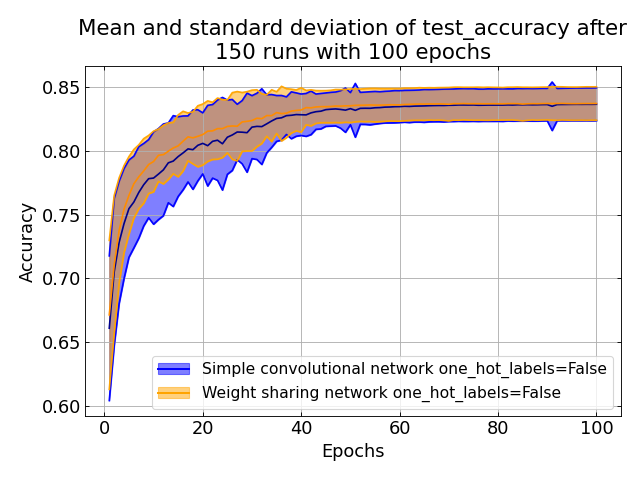 Mean and standard deviation of test_accuracy after
150 runs with 100 epochs
0.85
0.80
0.75
0.70
0.65
0.60
Accuracy
Simple convolutional network one_hot_labels=False
Weight sharing network one_hot_labels=False
0 20 40 60 80 100
Epochs